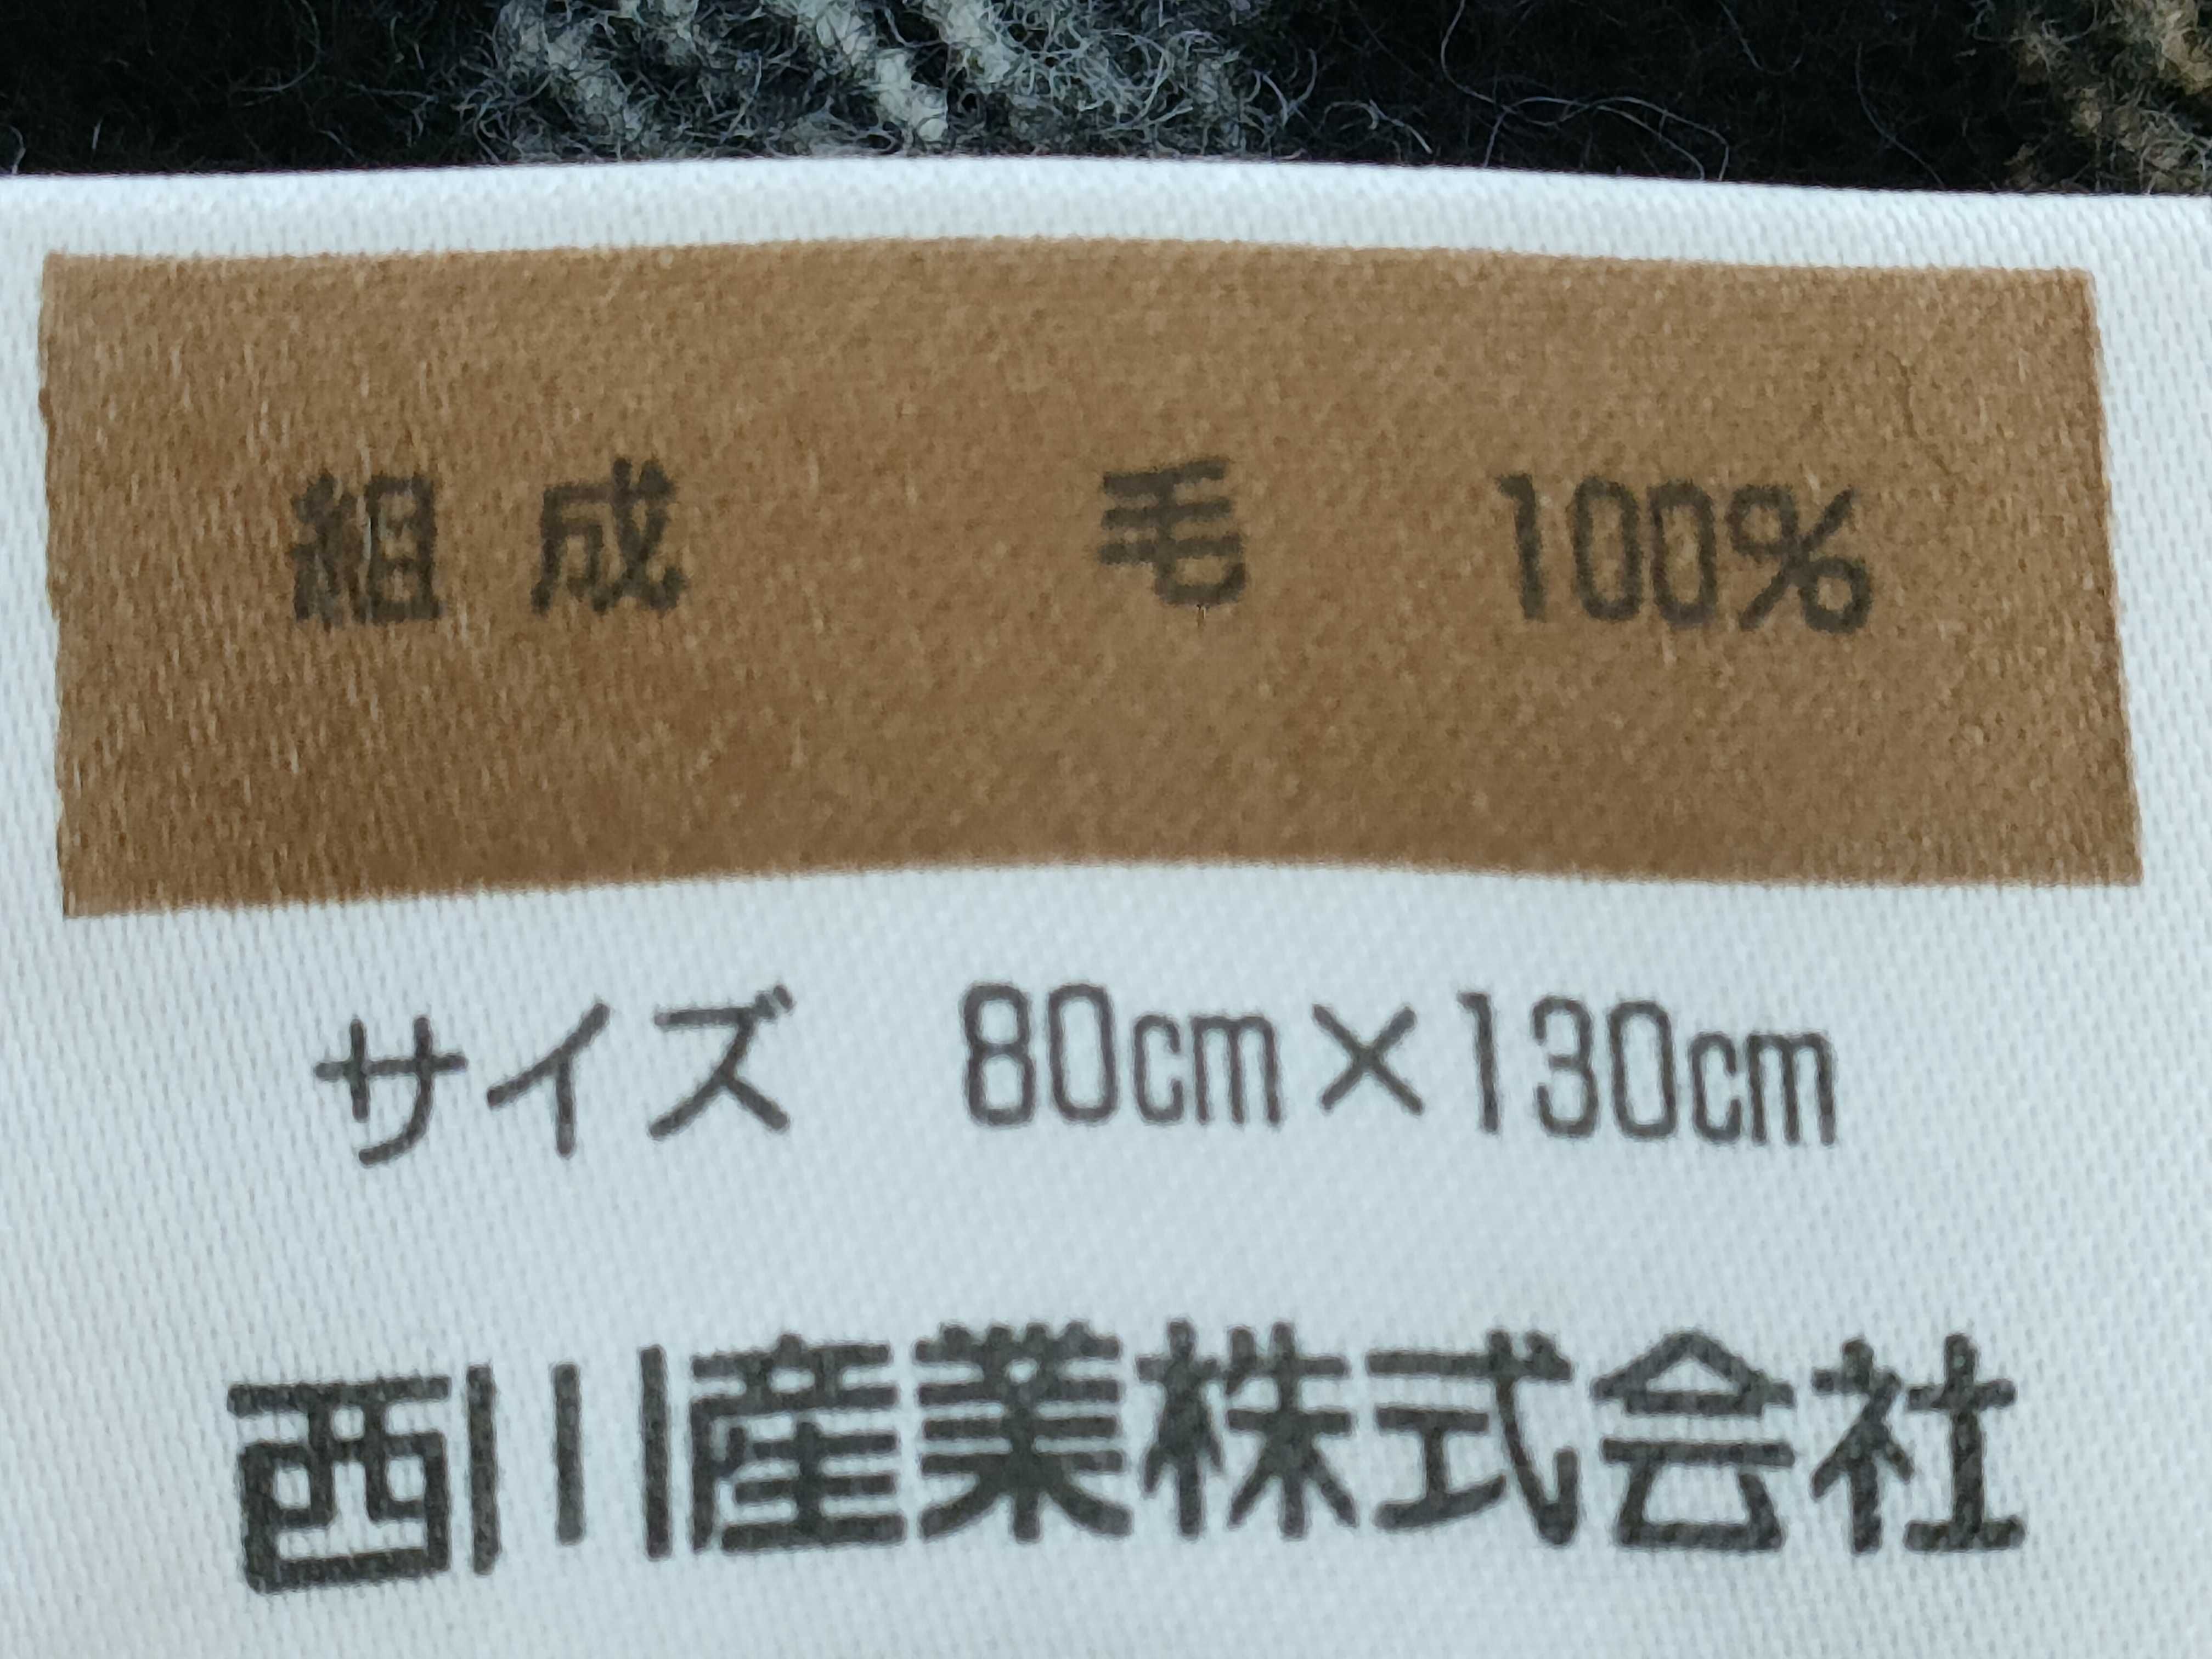 組成 毛 100%
サイズ 80cm×130cm
西川産業株式会社